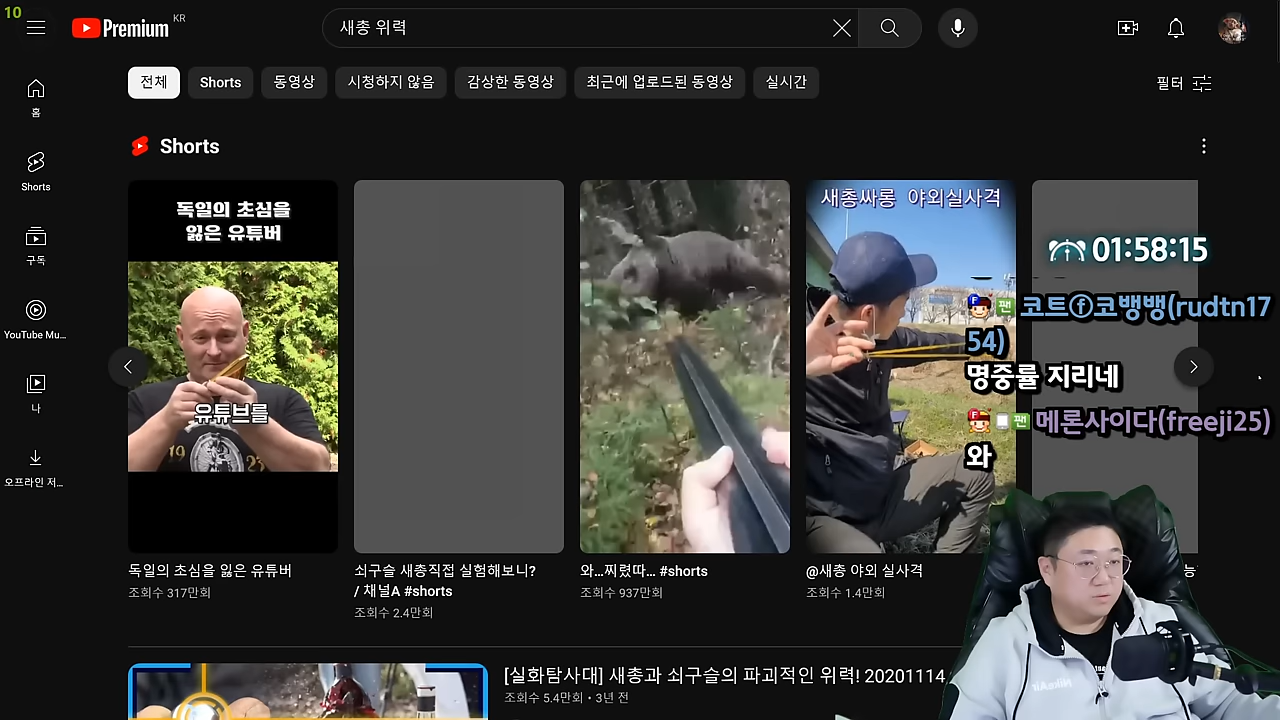 10
Premium
KR
새총 위력
전체
Shorts
동영상
시청하지 않음
감상한 동영상
최근에 업로드된 동영상
실시간
필터
홈
Shorts
구독
YouTube Mu...
나
오프라인 저...
Shorts
독일의 초심을
잃은 유튜버
유튜브를
19 27
새총싸롱 야외실사격
01:58:15
F 팬 코트ⓕ코뱅뱅(rudtn17
54)
명중률 지리네
F 팬 메론사이다(freeji25)
와
독일의 초심을 잃은 유튜버
조회수 317만회
쇠구슬 새총직접 실험해보니?
/ 채널A #shorts
조회수 2.4만회
와...찌렸따... #shorts
조회수 937만회
@새총 야외 실사격
조회수 1.4만회
능
[실화탐사대] 새총과 쇠구슬의 파괴적인 위력! 20201114
조회수 5.4만회 • 3년 전
NikeAir